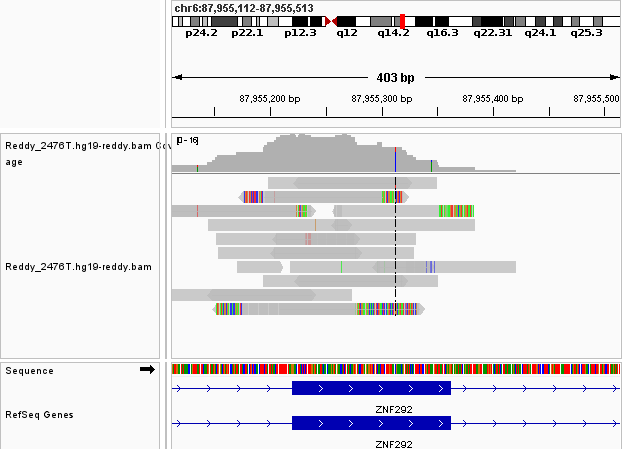 chr6:87,955,112-87,955,513
p24.2 p22.1 p12.3 q12 q14.2 q16.3 q22.31 q24.1 q25.3
403 bp
87,955,200 bp 87,955,300 bp 87,955,400 bp 87,955,500
Reddy_2476T.hg19-reddy.bam Cov
age
[0 - 16]
Reddy_2476T.hg19-reddy.bam
Sequence
RefSeq Genes
ZNF292
ZNF292